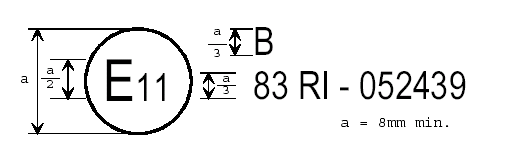 a/3 B
a a/2 E11 a/3 83 RI - 052439
a = 8mm min.